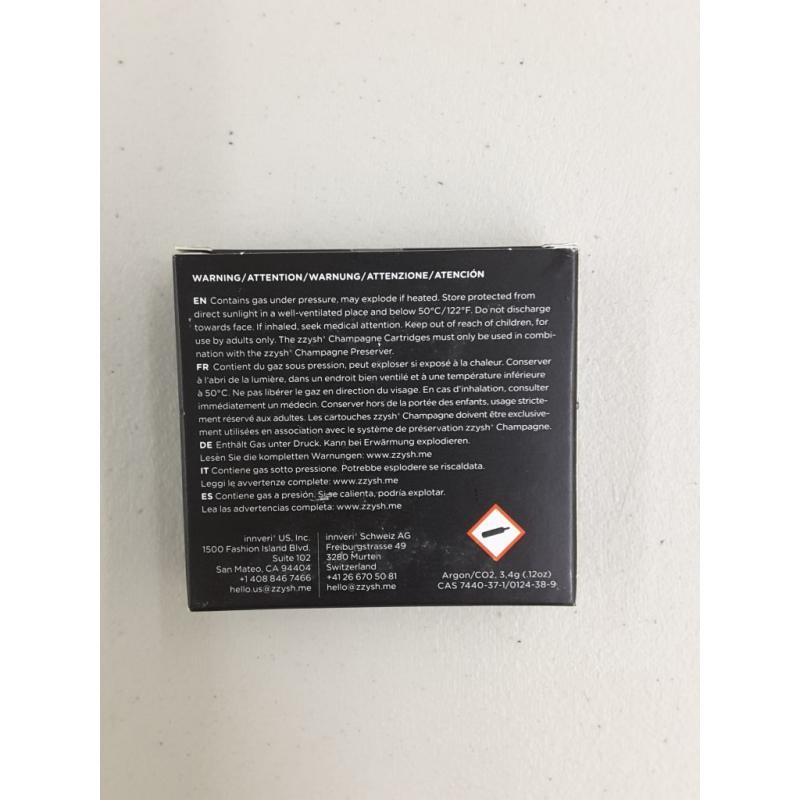 WARNING/ATTENTION/WARNUNG/ATTENZIONE/ATENCIÓN
EN Contains gas under pressure, may explode if heated. Store protected from
direct sunlight in a well-ventilated place and below 50°C/122°F. Do not discharge
towards face. If inhaled, seek medical attention. Keep out of reach of children, for
use by adults only. The zzysh® Champagne Cartridges must only be used in combi-
nation with the zzysh® Champagne Preserver.
FR Contient du gaz sous pression, peut exploser si exposé à la chaleur. Conserver
à l'abri de la lumière, dans un endroit bien ventilé et à une température inférieure
à 50°C. Ne pas libérer le gaz en direction du visage. En cas d'inhalation, consulter
immédiatement un médecin. Conserver hors de la portée des enfants, usage stricte-
ment réservé aux adultes. Les cartouches zzysh® Champagne doivent être exclusive-
ment utilisées en association avec le système de préservation zzysh® Champagne.
DE Enthält Gas unter Druck. Kann bei Erwärmung explodieren.
Lesen Sie die kompletten Warnungen: www.zzysh.me
IT Contiene gas sotto pressione. Potrebbe esplodere se riscaldata.
Leggi le avvertenze complete: www.zzysh.me
ES Contiene gas a presión. Si se calienta, podría explotar.
Lea las advertencias completa: www.zzysh.me
innveri® US, Inc.
1500 Fashion Island Blvd.
Suite 102
San Mateo, CA 94404
+1 408 846 7466
hello.us@zzysh.me
innveri® Schweiz AG
Freiburgstrasse 49
3280 Murten
Switzerland
+41 26 670 50 81
hello@zzysh.me
Argon/CO2, 3,4g (.12oz)
CAS 7440-37-1/0124-38-9